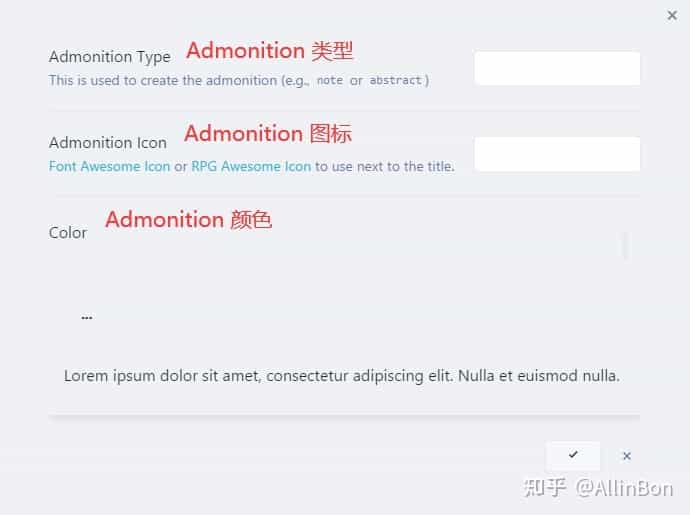 Admonition Type Admonition 类型
This is used to create the admonition (e.g., note or abstract)
Admonition Icon Admonition 图标
Font Awesome Icon or RPG Awesome Icon to use next to the title.
Color Admonition 颜色
...
Lorem ipsum dolor sit amet, consectetur adipiscing elit. Nulla et euismod nulla.
知乎 @AllinBon